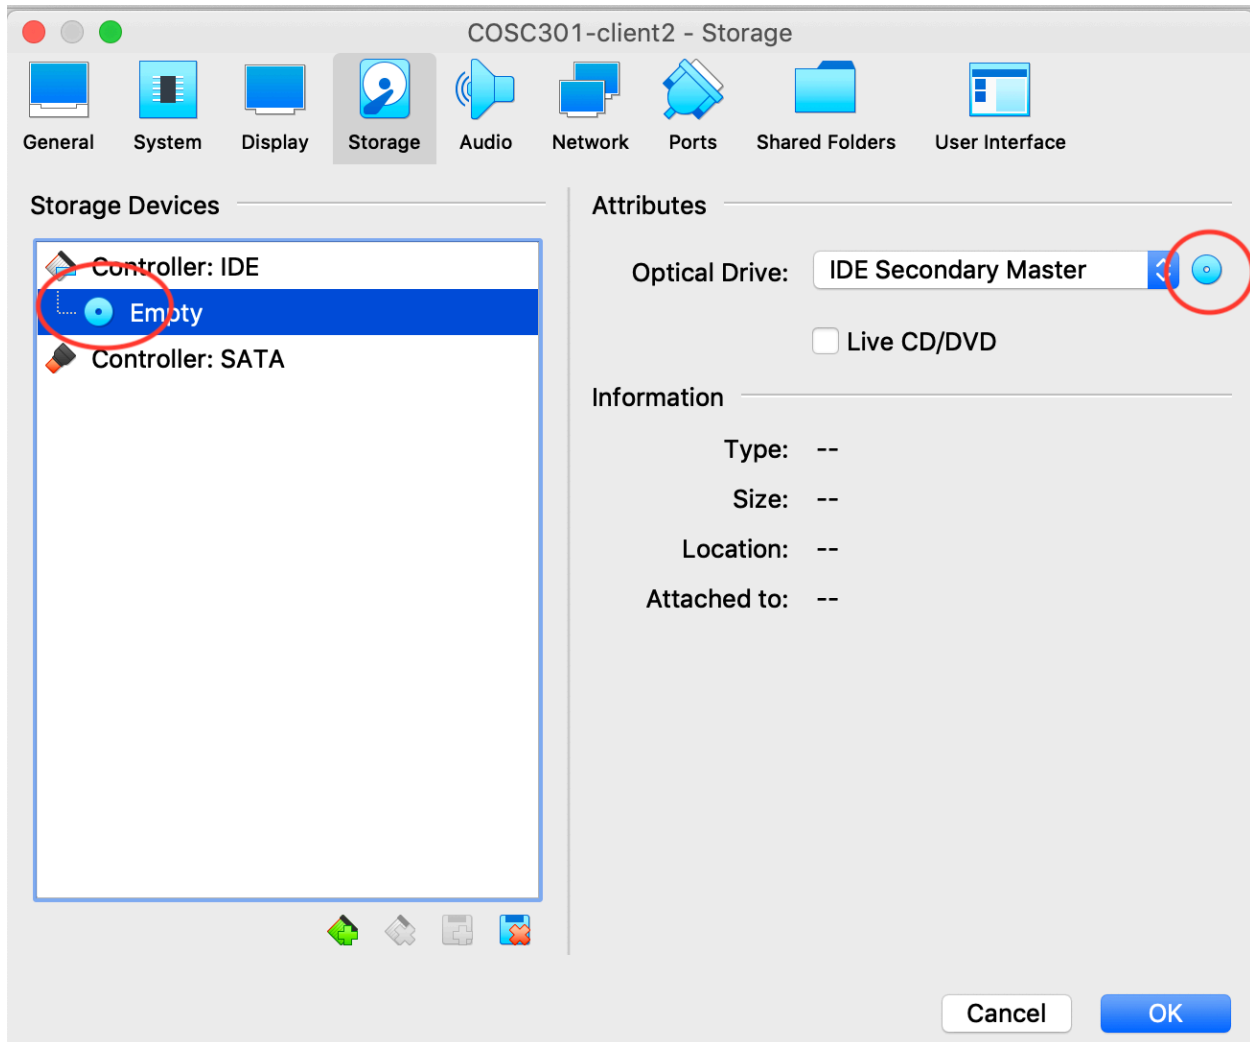 COSC301-client2 - Storage
General System Display Storage Audio Network Ports Shared Folders User Interface
Storage Devices
Controller: IDE
Empty
Controller: SATA
Attributes
Optical Drive: IDE Secondary Master
Live CD/DVD
Information
Type: --
Size: --
Location: --
Attached to: --
Cancel OK